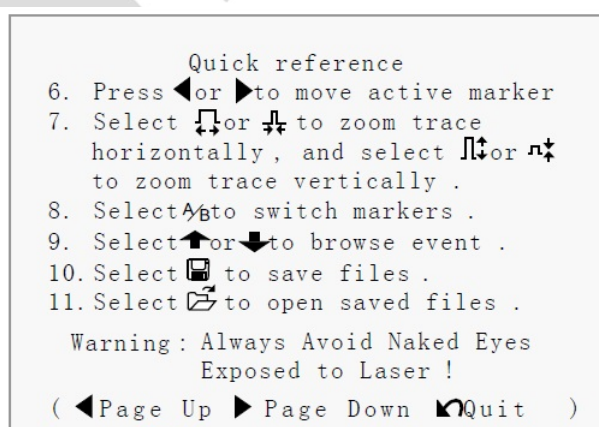 Quick reference
6. Press ◀or ▶to move active marker
7. Select or to zoom trace
horizontally, and select or
to zoom trace vertically.
8. Select A/B to switch markers.
9. Select ⬆or ⬇to browse event.
10. Select to save files.
11. Select to open saved files.
Warning: Always Avoid Naked Eyes
Exposed to Laser!
( ◀Page Up ▶ Page Down Quit )